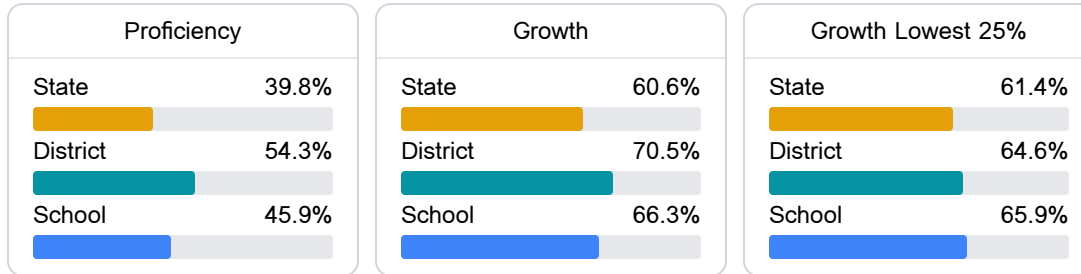 Proficiency
State 39.8%
District 54.3%
School 45.9%
Growth
State 60.6%
District 70.5%
School 66.3%
Growth Lowest 25%
State 61.4%
District 64.6%
School 65.9%